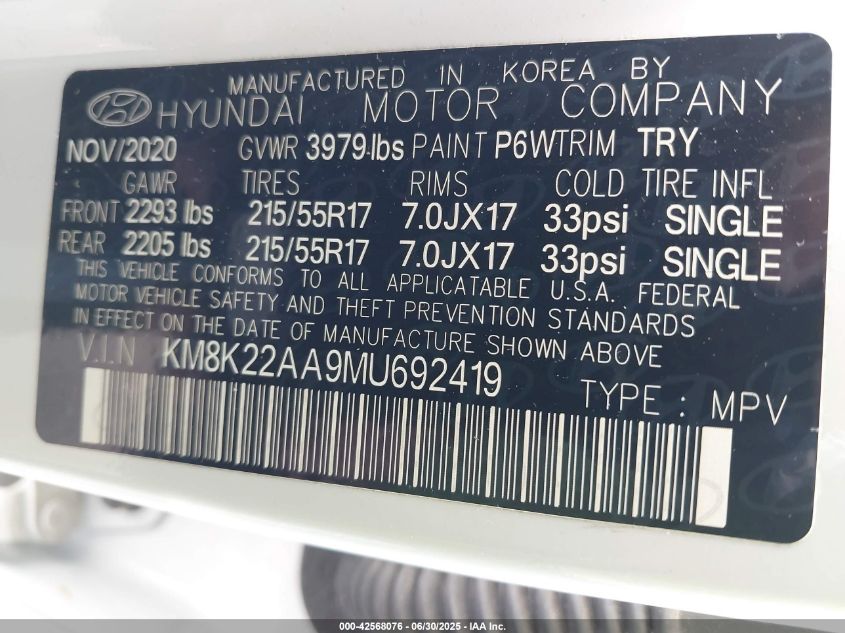 MANUFACTURED IN KOREA BY
HYUNDAI MOTOR COMPANY
NOV/2020 GVWR 3979 lbs PAINT P6W TRIM TRY
GAWR TIRES RIMS COLD TIRE INFL
FRONT 2293 lbs 215/55R17 7.0JX17 33psi SINGLE
REAR 2205 lbs 215/55R17 7.0JX17 33psi SINGLE
THIS VEHICLE CONFORMS TO ALL APPLICATABLE U.S.A. FEDERAL
MOTOR VEHICLE SAFETY AND THEFT PREVENTION STANDARDS
IN EFFECT ON THE DATE OF MANUFACTURE SHOWN ABOVE
V.I.N KM8K22AA9MU692419 TYPE : MPV
000-42568076 - 06/30/2025 - IAA Inc.